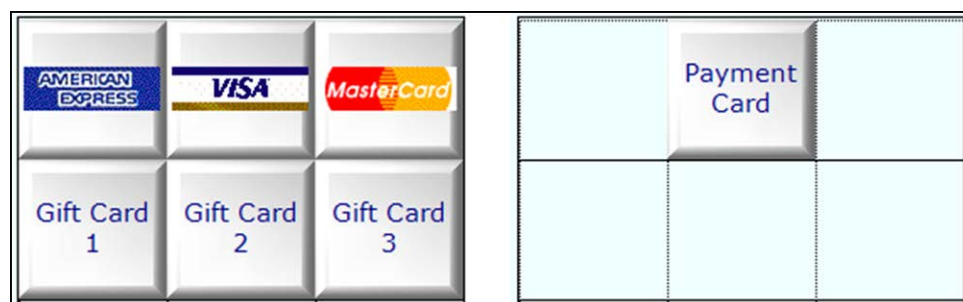 AMERICAN
EXPRESS
VISA
MasterCard
Payment
Card
Gift Card
1
Gift Card
2
Gift Card
3